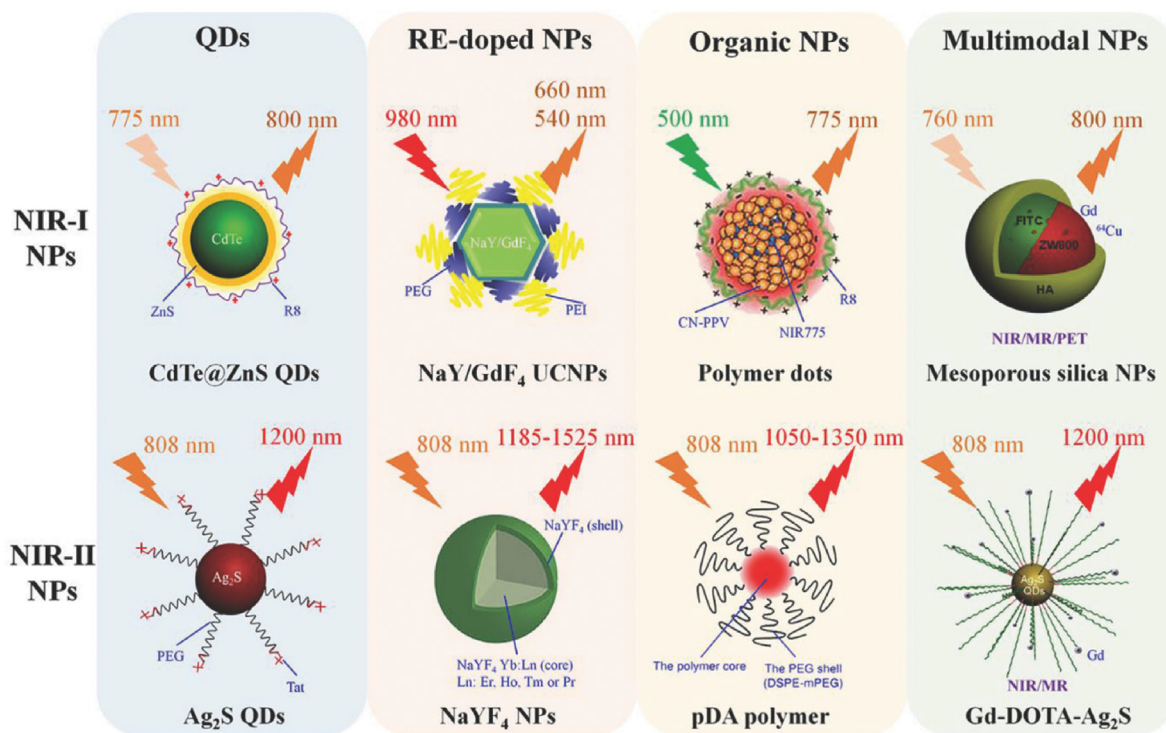 QDs
RE-doped NPs
Organic NPs
Multimodal NPs
NIR-I
NPs
775 nm
800 nm
CdTe
ZnS
R8
CdTe@ZnS QDs
980 nm
660 nm
540 nm
NaY/GdF₄
PEG
PEI
NaY/GdF₄ UCNPs
500 nm
775 nm
CN-PPV
NIR775
R8
Polymer dots
760 nm
800 nm
FITC
ZW800
Gd
⁶⁴Cu
HA
NIR/MR/PET
Mesoporous silica NPs
NIR-II
NPs
808 nm
1200 nm
Ag₂S
PEG
Tat
Ag₂S QDs
808 nm
1185-1525 nm
NaYF₄ (shell)
NaYF₄ Yb:Ln (core)
Ln: Er, Ho, Tm or Pr
NaYF₄ NPs
808 nm
1050-1350 nm
The polymer core
The PEG shell
(DSPE-mPEG)
pDA polymer
808 nm
1200 nm
Ag₂S
QDs
Gd
NIR/MR
Gd-DOTA-Ag₂S